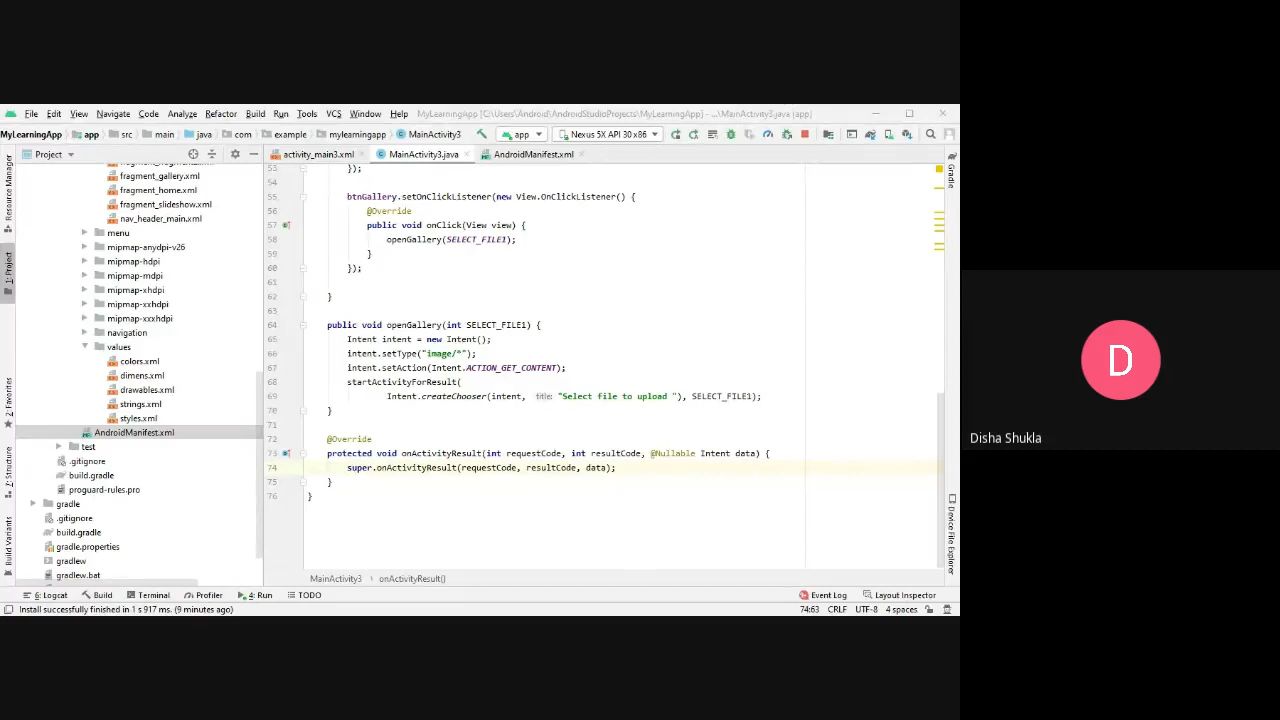 File Edit View Navigate Code Analyze Refactor Build Run Tools VCS Window Help MyLearningApp [C:\Users\Android\AndroidStudioProjects\MyLearningApp] - ...\MainActivity3.java [app]
MyLearningApp app src main java com example mylearningapp MainActivity3 app Nexus 5X API 30 x86
Project activity_main3.xml MainActivity3.java AndroidManifest.xml
fragment_gallery.xml
fragment_home.xml
fragment_slideshow.xml
nav_header_main.xml
menu
mipmap-anydpi-v26
mipmap-hdpi
mipmap-mdpi
mipmap-xhdpi
mipmap-xxhdpi
mipmap-xxxhdpi
navigation
values
colors.xml
dimens.xml
drawables.xml
strings.xml
styles.xml
AndroidManifest.xml
test
.gitignore
build.gradle
proguard-rules.pro
gradle
.gitignore
build.gradle
gradle.properties
gradlew
gradlew.bat
Resource Manager
1: Project
2: Favorites
7: Structure
Build Variants
53 });
54
55 btnGallery.setOnClickListener(new View.OnClickListener() {
56 @Override
57 public void onClick(View view) {
58 openGallery(SELECT_FILE1);
59 }
60 });
61
62 }
63
64 public void openGallery(int SELECT_FILE1) {
65 Intent intent = new Intent();
66 intent.setType("image/*");
67 intent.setAction(Intent.ACTION_GET_CONTENT);
68 startActivityForResult(
69 Intent.createChooser(intent, title: "Select file to upload "), SELECT_FILE1);
70 }
71
72 @Override
73 protected void onActivityResult(int requestCode, int resultCode, @Nullable Intent data) {
74 super.onActivityResult(requestCode, resultCode, data);
75 }
76 }
Gradle
Device File Explorer
MainActivity3 › onActivityResult()
6: Logcat Build Terminal Profiler 4: Run TODO Event Log Layout Inspector
Install successfully finished in 1 s 917 ms. (9 minutes ago) 74:63 CRLF UTF-8 4 spaces
D
Disha Shukla